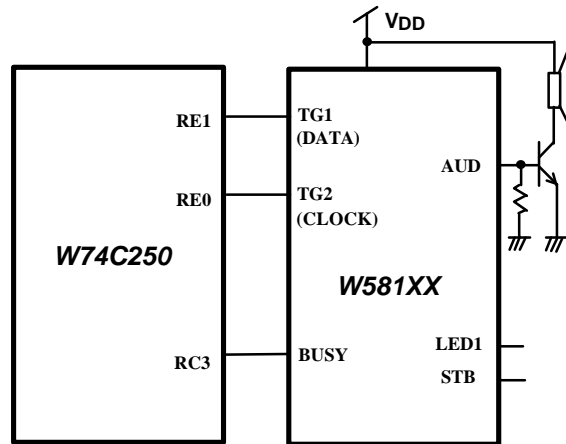 VDD
RE1
TG1
(DATA)
AUD
RE0
TG2
(CLOCK)
W74C250
W581XX
LED1
RC3
BUSY
STB